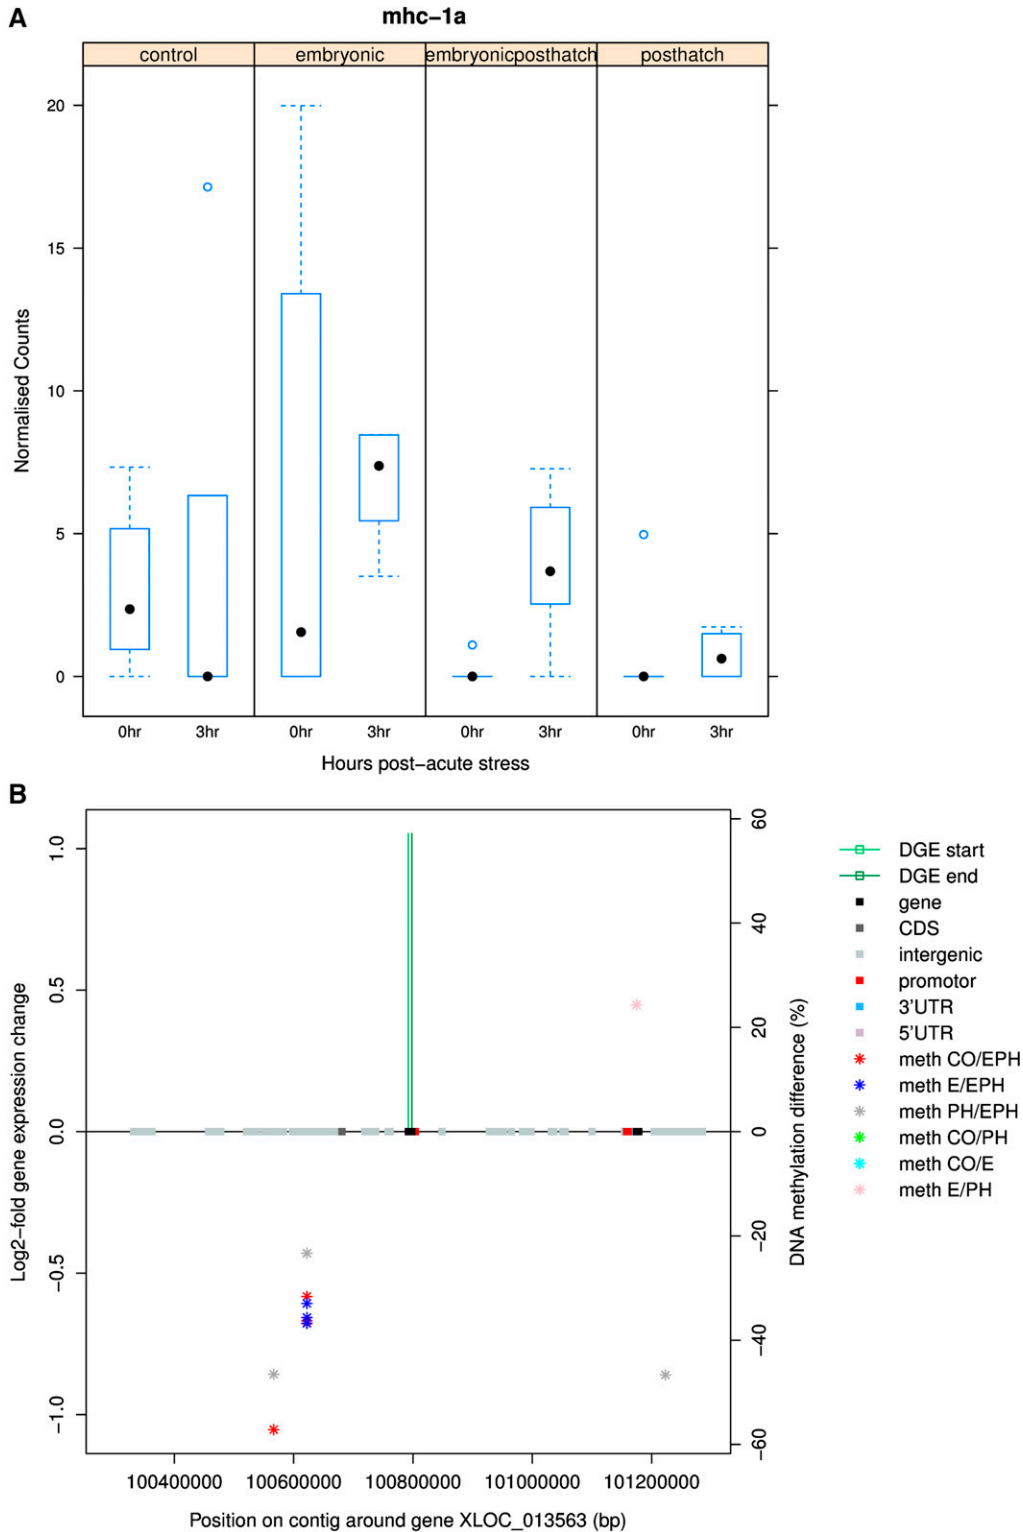 A
mhc−1a
control embryonic embryonicposthatch posthatch
20
15
10
5
0
Normalised Counts
0hr 3hr 0hr 3hr 0hr 3hr 0hr 3hr
Hours post−acute stress
B
1.0
0.5
0.0
−0.5
−1.0
Log2−fold gene expression change
60
40
20
0
−20
−40
−60
DNA methylation difference (%)
100400000 100600000 100800000 101000000 101200000
Position on contig around gene XLOC_013563 (bp)
DGE start
DGE end
gene
CDS
intergenic
promotor
3'UTR
5'UTR
meth CO/EPH
meth E/EPH
meth PH/EPH
meth CO/PH
meth CO/E
meth E/PH